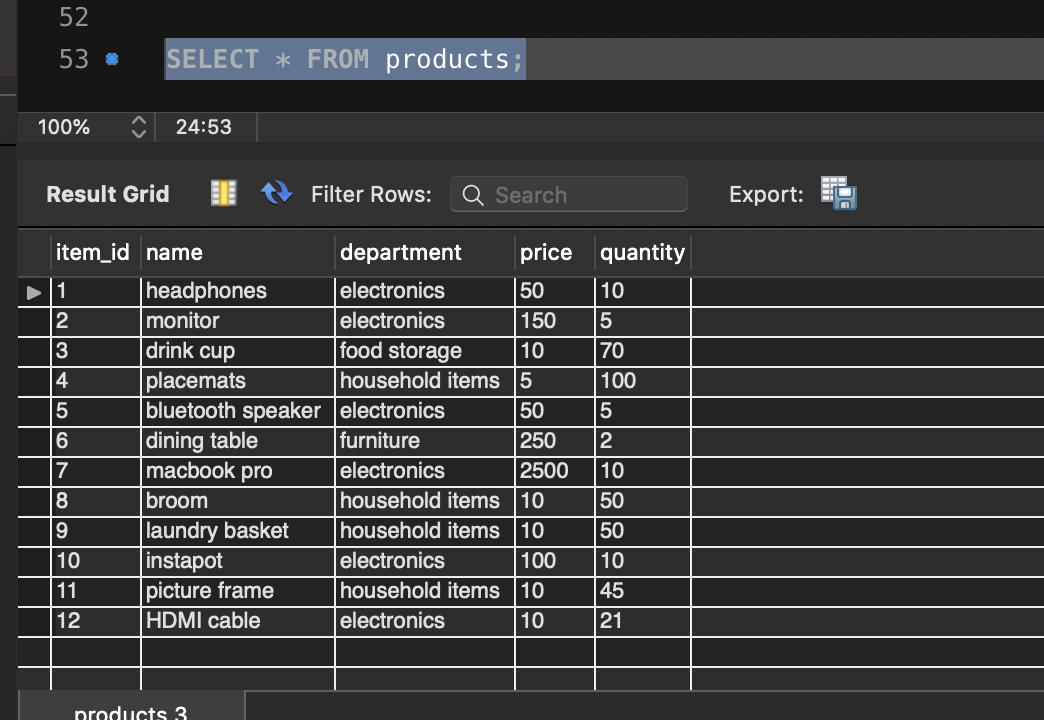 52
53 SELECT * FROM products;
100% 24:53
Result Grid Filter Rows: Search Export:
item_id name department price quantity
1 headphones electronics 50 10
2 monitor electronics 150 5
3 drink cup food storage 10 70
4 placemats household items 5 100
5 bluetooth speaker electronics 50 5
6 dining table furniture 250 2
7 macbook pro electronics 2500 10
8 broom household items 10 50
9 laundry basket household items 10 50
10 instapot electronics 100 10
11 picture frame household items 10 45
12 HDMI cable electronics 10 21
products 3